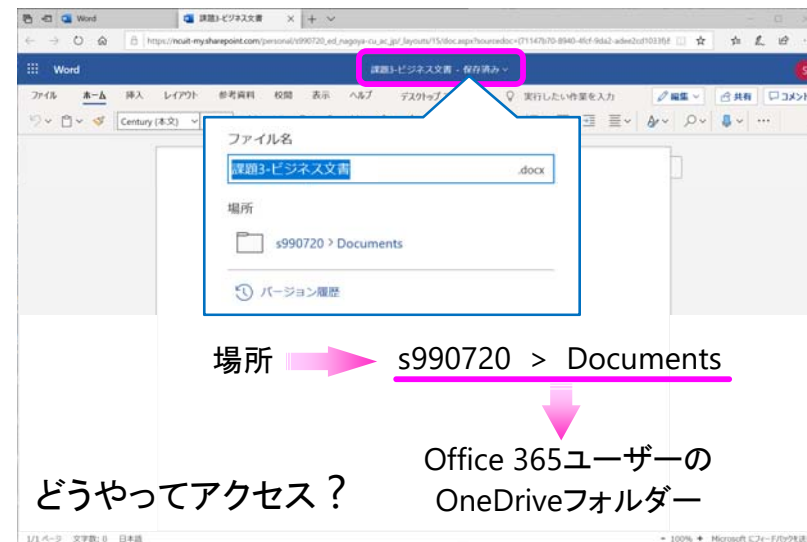 Word
課題3-ビジネス文書
Word
課題3-ビジネス文書 - 保存済み
ファイル ホーム 挿入 レイアウト 参考資料 校閲 表示 ヘルプ 実行したい作業を入力 編集 共有
Century (本文)
ファイル名
課題3-ビジネス文書 .docx
場所
s990720 > Documents
バージョン履歴
場所 s990720 > Documents
Office 365ユーザーの
OneDriveフォルダー
どうやってアクセス？
1/1 ページ 文字数: 0 日本語 100%